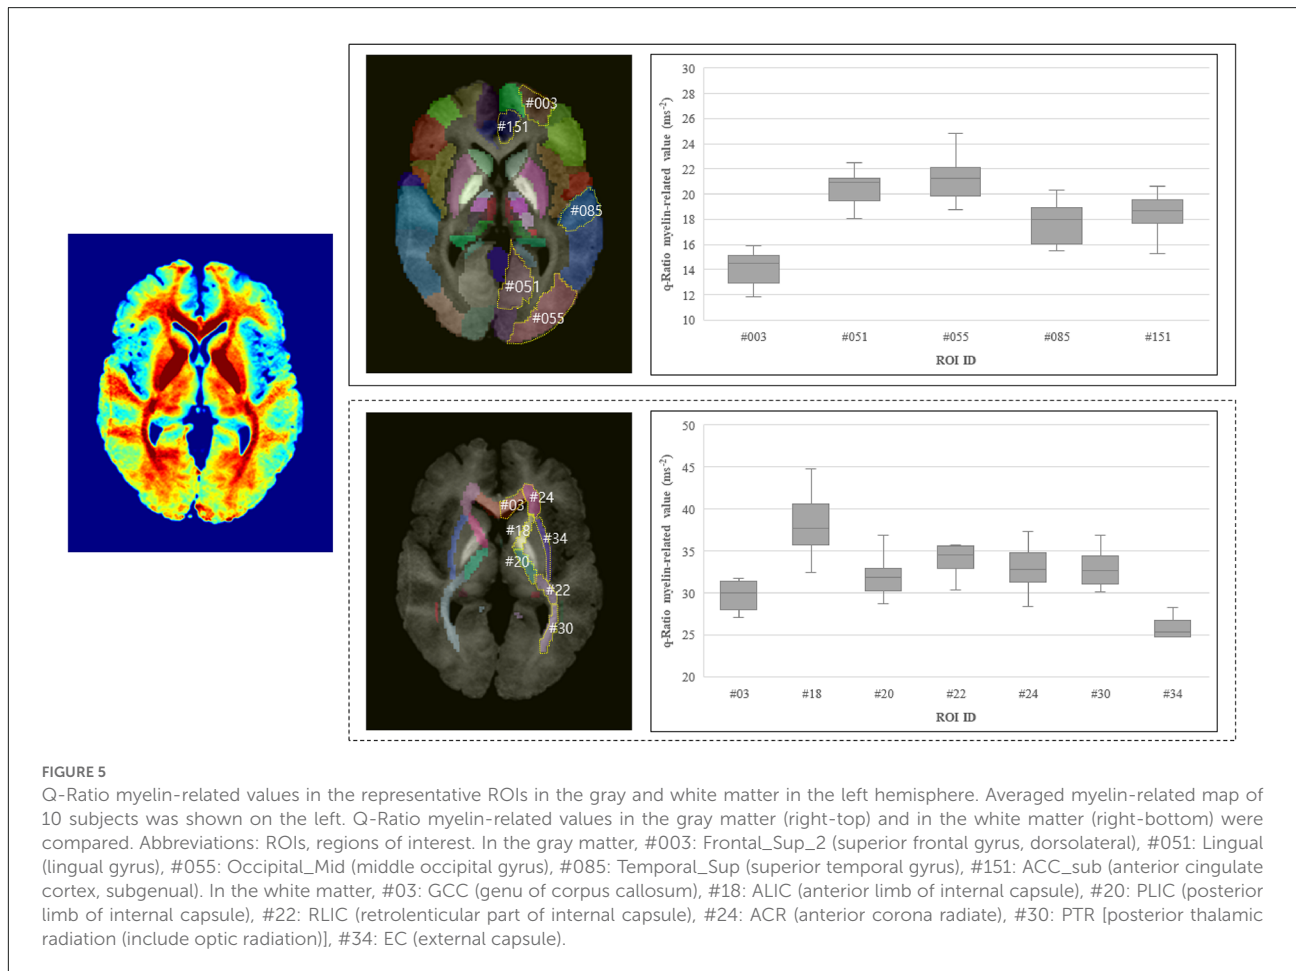 #003
#151
#085
#051
#055
q-Ratio myelin-related value (ms⁻²)
30
28
26
24
22
20
18
16
14
12
10
#003 #051 #055 #085 #151
ROI ID
#24
#03
#18
#34
#20
#22
#30
q-Ratio myelin-related value (ms⁻²)
50
45
40
35
30
25
20
#03 #18 #20 #22 #24 #30 #34
ROI ID
FIGURE 5
Q-Ratio myelin-related values in the representative ROIs in the gray and white matter in the left hemisphere. Averaged myelin-related map of
10 subjects was shown on the left. Q-Ratio myelin-related values in the gray matter (right-top) and in the white matter (right-bottom) were
compared. Abbreviations: ROIs, regions of interest. In the gray matter, #003: Frontal_Sup_2 (superior frontal gyrus, dorsolateral), #051: Lingual
(lingual gyrus), #055: Occipital_Mid (middle occipital gyrus), #085: Temporal_Sup (superior temporal gyrus), #151: ACC_sub (anterior cingulate
cortex, subgenual). In the white matter, #03: GCC (genu of corpus callosum), #18: ALIC (anterior limb of internal capsule), #20: PLIC (posterior
limb of internal capsule), #22: RLIC (retrolenticular part of internal capsule), #24: ACR (anterior corona radiate), #30: PTR [posterior thalamic
radiation (include optic radiation)], #34: EC (external capsule).